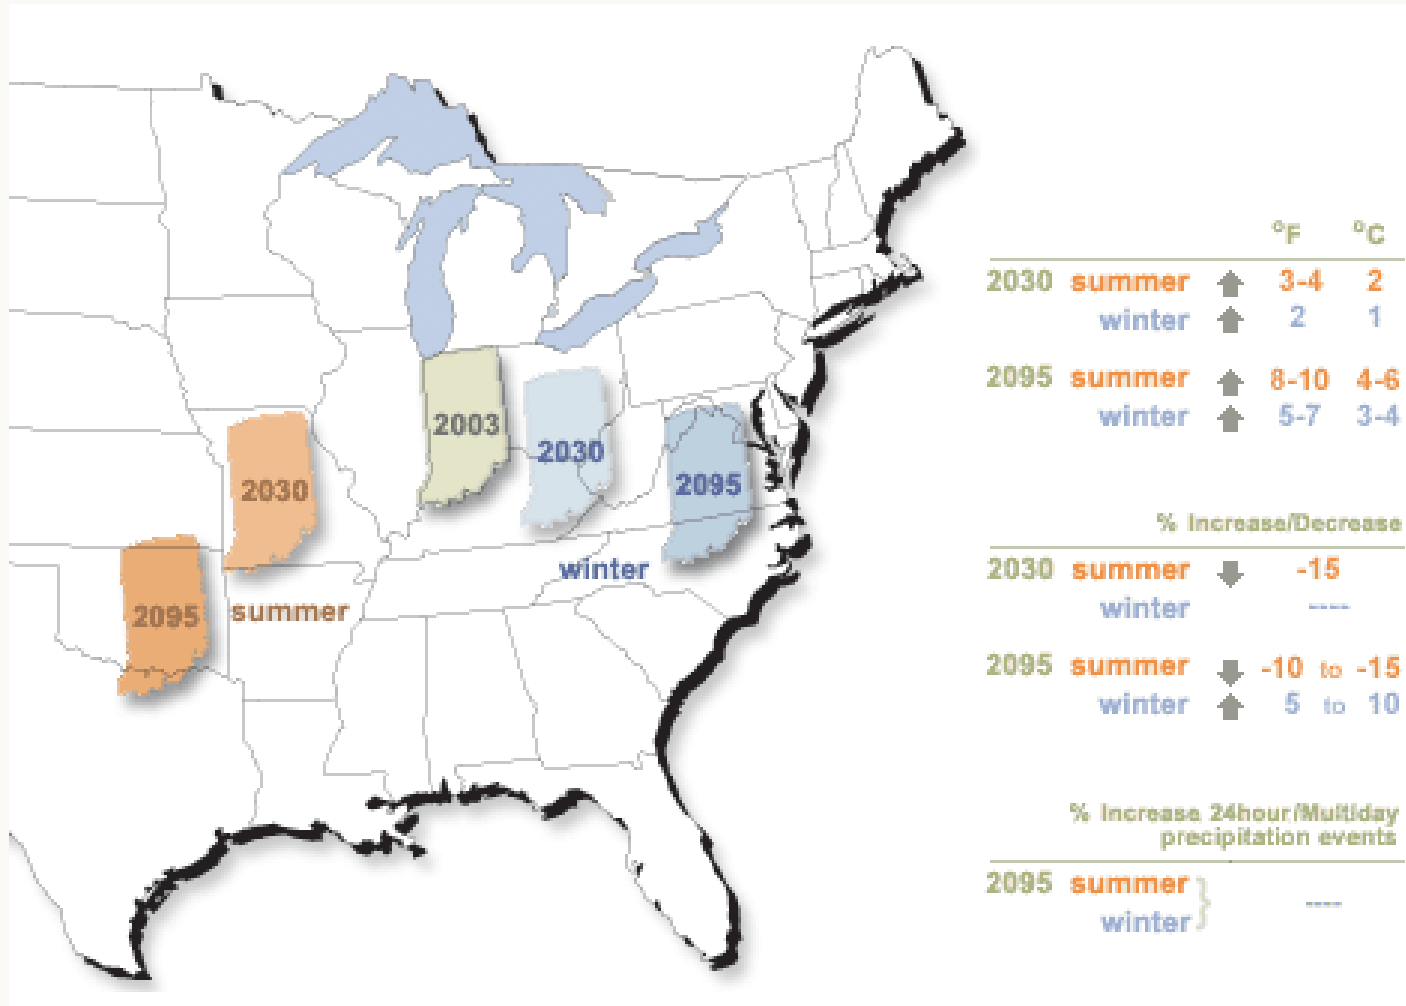 2003
2030
2095
2030
2095
winter
summer
°F °C
2030 summer 3-4 2
winter 2 1
2095 summer 8-10 4-6
winter 5-7 3-4
% Increase/Decrease
2030 summer -15
winter ----
2095 summer -10 to -15
winter 5 to 10
% Increase 24hour/Multiday
precipitation events
2095 summer
winter
----